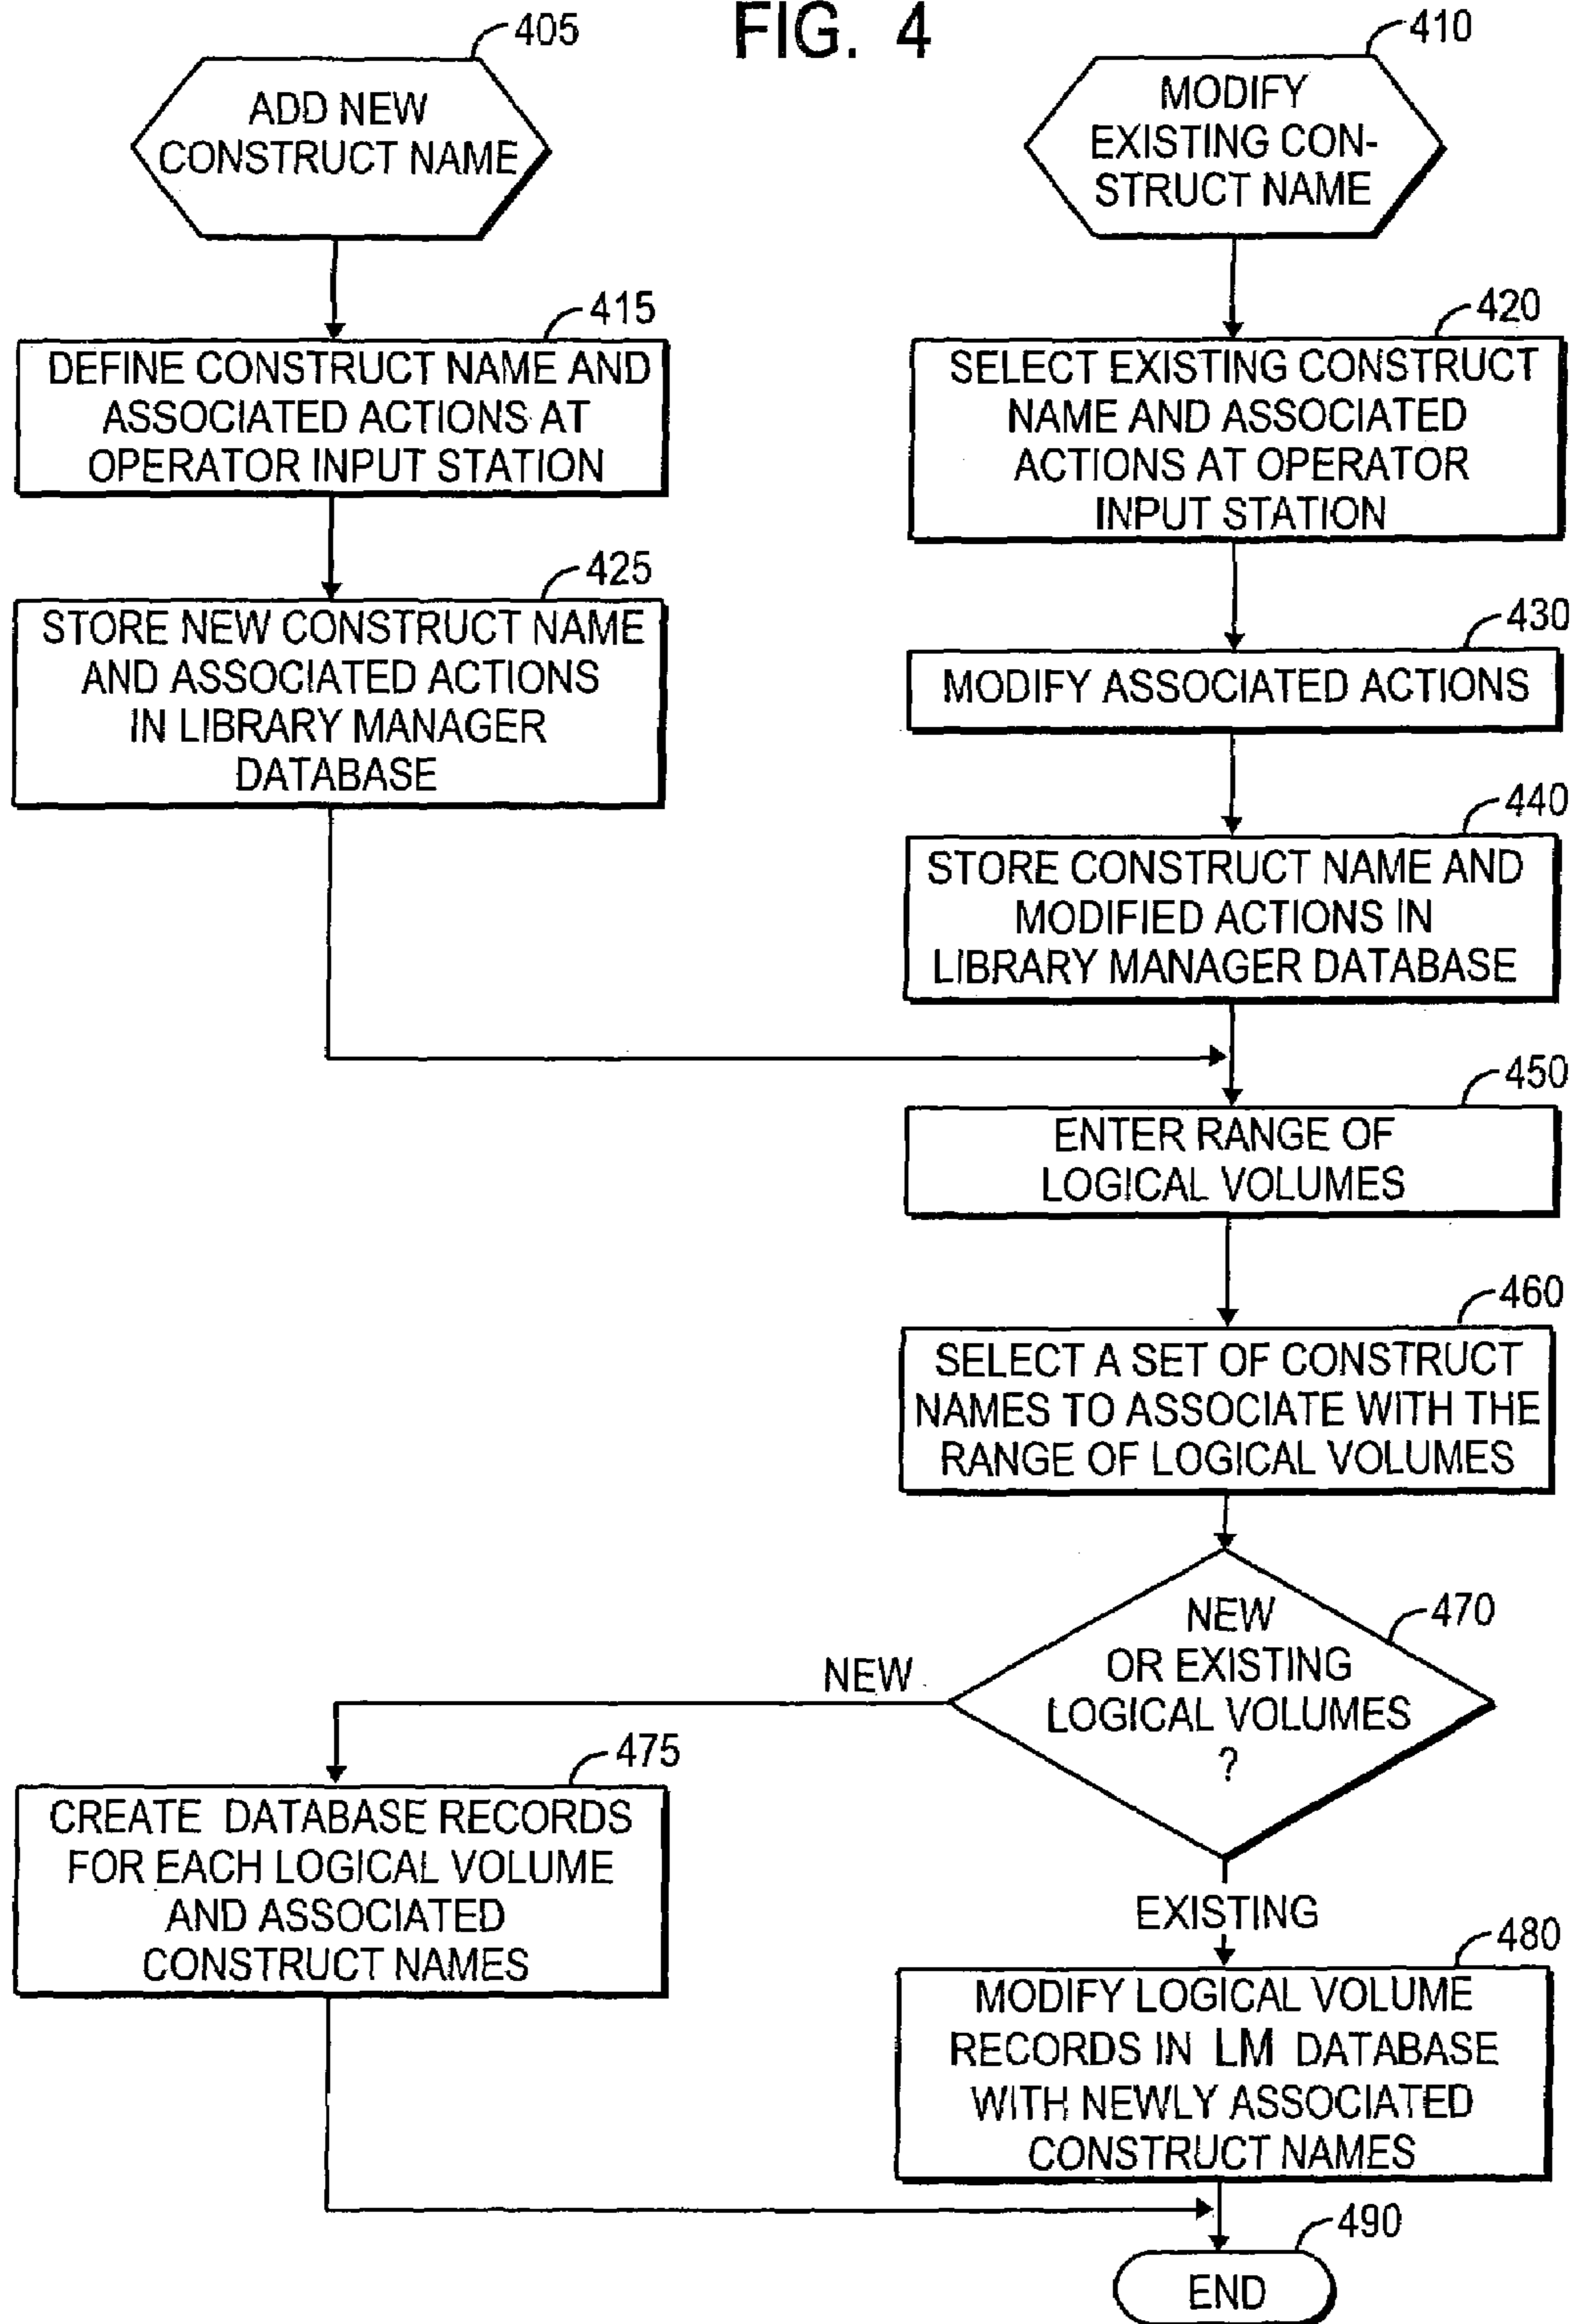 FIG. 4
405
ADD NEW
CONSTRUCT NAME
410
MODIFY
EXISTING CON-
STRUCT NAME
415
DEFINE CONSTRUCT NAME AND
ASSOCIATED ACTIONS AT
OPERATOR INPUT STATION
420
SELECT EXISTING CONSTRUCT
NAME AND ASSOCIATED
ACTIONS AT OPERATOR
INPUT STATION
425
STORE NEW CONSTRUCT NAME
AND ASSOCIATED ACTIONS
IN LIBRARY MANAGER
DATABASE
430
MODIFY ASSOCIATED ACTIONS
440
STORE CONSTRUCT NAME AND
MODIFIED ACTIONS IN
LIBRARY MANAGER DATABASE
450
ENTER RANGE OF
LOGICAL VOLUMES
460
SELECT A SET OF CONSTRUCT
NAMES TO ASSOCIATE WITH THE
RANGE OF LOGICAL VOLUMES
470
NEW
OR EXISTING
LOGICAL VOLUMES
?
NEW
475
CREATE DATABASE RECORDS
FOR EACH LOGICAL VOLUME
AND ASSOCIATED
CONSTRUCT NAMES
EXISTING
480
MODIFY LOGICAL VOLUME
RECORDS IN LM DATABASE
WITH NEWLY ASSOCIATED
CONSTRUCT NAMES
490
END